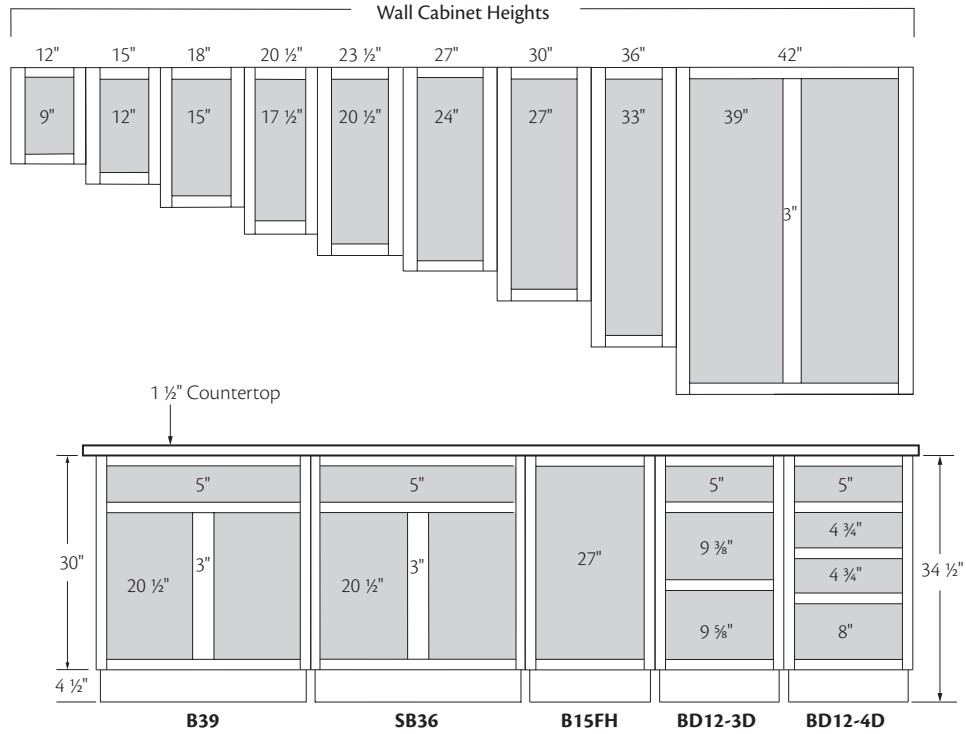 Wall Cabinet Heights
12" 15" 18" 20 ½" 23 ½" 27" 30" 36" 42"
9" 12" 15" 17 ½" 20 ½" 24" 27" 33" 39"
3"
1 ½" Countertop
5" 5" 5" 5"
4 ¾"
9 ⅜"
30" 3" 3" 27" 34 ½"
20 ½" 20 ½" 4 ¾"
9 ⅝" 8"
4 ½"
B39 SB36 B15FH BD12-3D BD12-4D